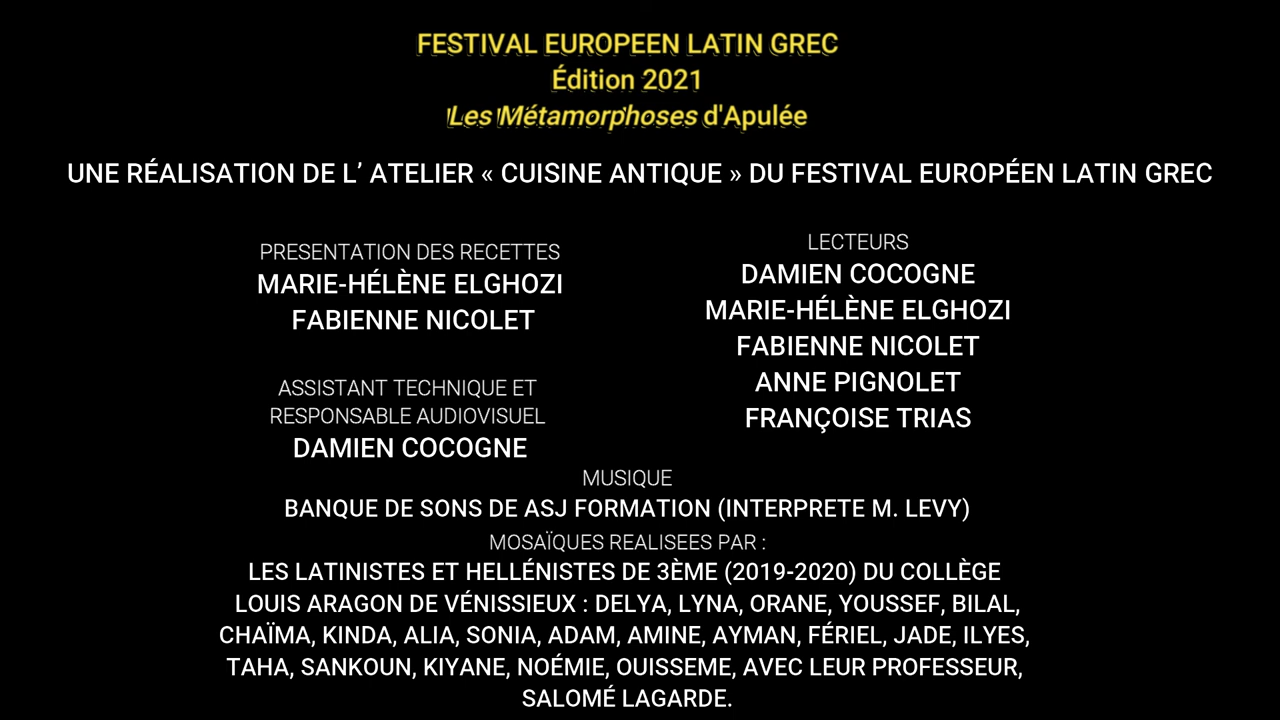 FESTIVAL EUROPEEN LATIN GREC
Édition 2021
Les Métamorphoses d'Apulée
UNE RÉALISATION DE L’ ATELIER « CUISINE ANTIQUE » DU FESTIVAL EUROPÉEN LATIN GREC
PRESENTATION DES RECETTES
MARIE-HÉLÈNE ELGHOZI
FABIENNE NICOLET
ASSISTANT TECHNIQUE ET
RESPONSABLE AUDIOVISUEL
DAMIEN COCOGNE
LECTEURS
DAMIEN COCOGNE
MARIE-HÉLÈNE ELGHOZI
FABIENNE NICOLET
ANNE PIGNOLET
FRANÇOISE TRIAS
MUSIQUE
BANQUE DE SONS DE ASJ FORMATION (INTERPRETE M. LEVY)
MOSAÏQUES REALISEES PAR :
LES LATINISTES ET HELLÉNISTES DE 3ÈME (2019-2020) DU COLLÈGE
LOUIS ARAGON DE VÉNISSIEUX : DELYA, LYNA, ORANE, YOUSSEF, BILAL,
CHAÏMA, KINDA, ALIA, SONIA, ADAM, AMINE, AYMAN, FÉRIEL, JADE, ILYES,
TAHA, SANKOUN, KIYANE, NOÉMIE, OUISSEME, AVEC LEUR PROFESSEUR,
SALOMÉ LAGARDE.